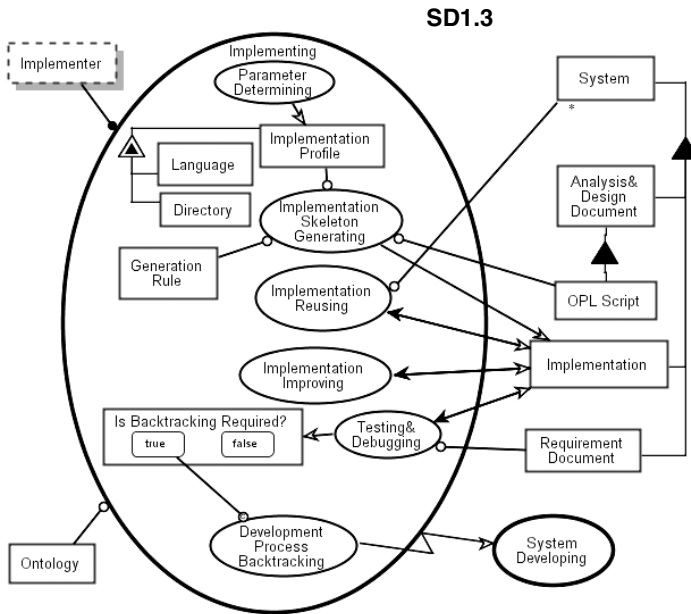 SD1.3
Implementing
Implementer
Parameter
Determining
System
*
Implementation
Profile
Language
Directory
Analysis&
Design
Document
Implementation
Skeleton
Generating
Generation
Rule
Implementation
Reusing
OPL Script
Implementation
Implementation
Improving
Is Backtracking Required?
true
false
Testing&
Debugging
Requirement
Document
Ontology
Development
Process
Backtracking
System
Developing